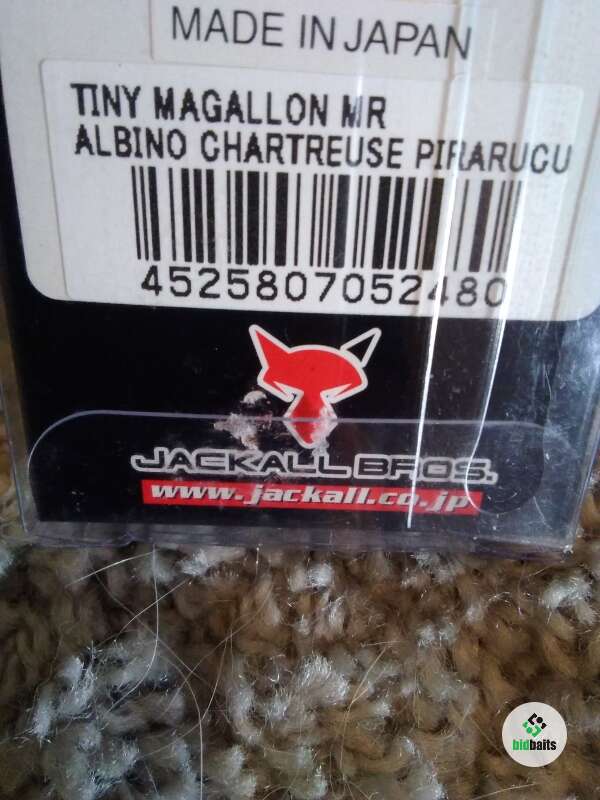 MADE IN JAPAN
TINY MAGALLON MR
ALBINO CHARTREUSE PIRARUCU
4525807052480
JACKALL BROS.
www.jackall.co.jp
bidbaits